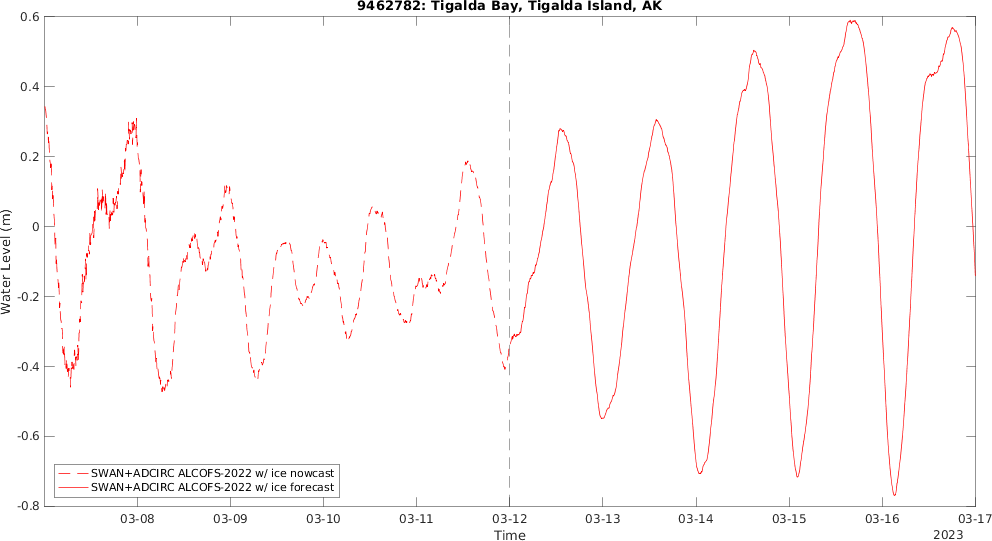 9462782: Tigalda Bay, Tigalda Island, AK
Water Level (m)
0.6
0.4
0.2
0
-0.2
-0.4
-0.6
-0.8
SWAN+ADCIRC ALCOFS-2022 w/ ice nowcast
SWAN+ADCIRC ALCOFS-2022 w/ ice forecast
03-08 03-09 03-10 03-11 03-12 03-13 03-14 03-15 03-16 03-17
Time
2023